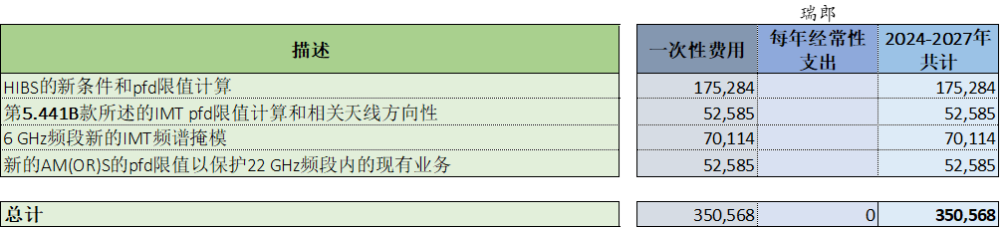 瑞郎
描述 一次性费用 每年经常性支出 2024-2027年共计
HIBS的新条件和pfd限值计算 175,284 175,284
第5.441B款所述的IMT pfd限值计算和相关天线方向性 52,585 52,585
6 GHz频段新的IMT频谱掩模 70,114 70,114
新的AM(OR)S的pfd限值以保护22 GHz频段内的现有业务 52,585 52,585
总计 350,568 0 350,568